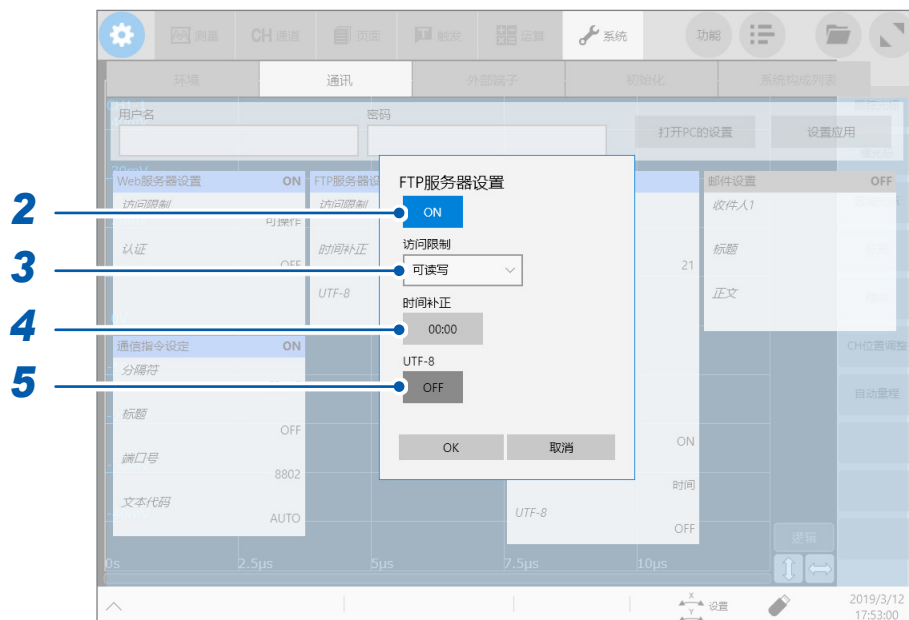 测量
CH 通道
页面
触发
运算
系统
功能
环境
通讯
外部端子
初始化
系统构成列表
用户名
密码
打开PC的设置
设置应用
Web服务器设置 ON
FTP服务器设
邮件设置 OFF
FTP服务器设置
2
ON
访问限制
可操作
访问限制
收件人1
访问限制
3
可读写
认证
OFF
时间补正
21
标题
时间补正
4
00:00
UTF-8
正文
UTF-8
5
OFF
通信指令设定 ON
CH位置调整
分隔符
自动量程
标题
OFF
OK
取消
ON
端口号
8802
时间
文本代码
AUTO
UTF-8
OFF
逻辑
0s
2.5μs
5μs
7.5μs
10μs
X
Y
设置
2019/3/12
17:53:00